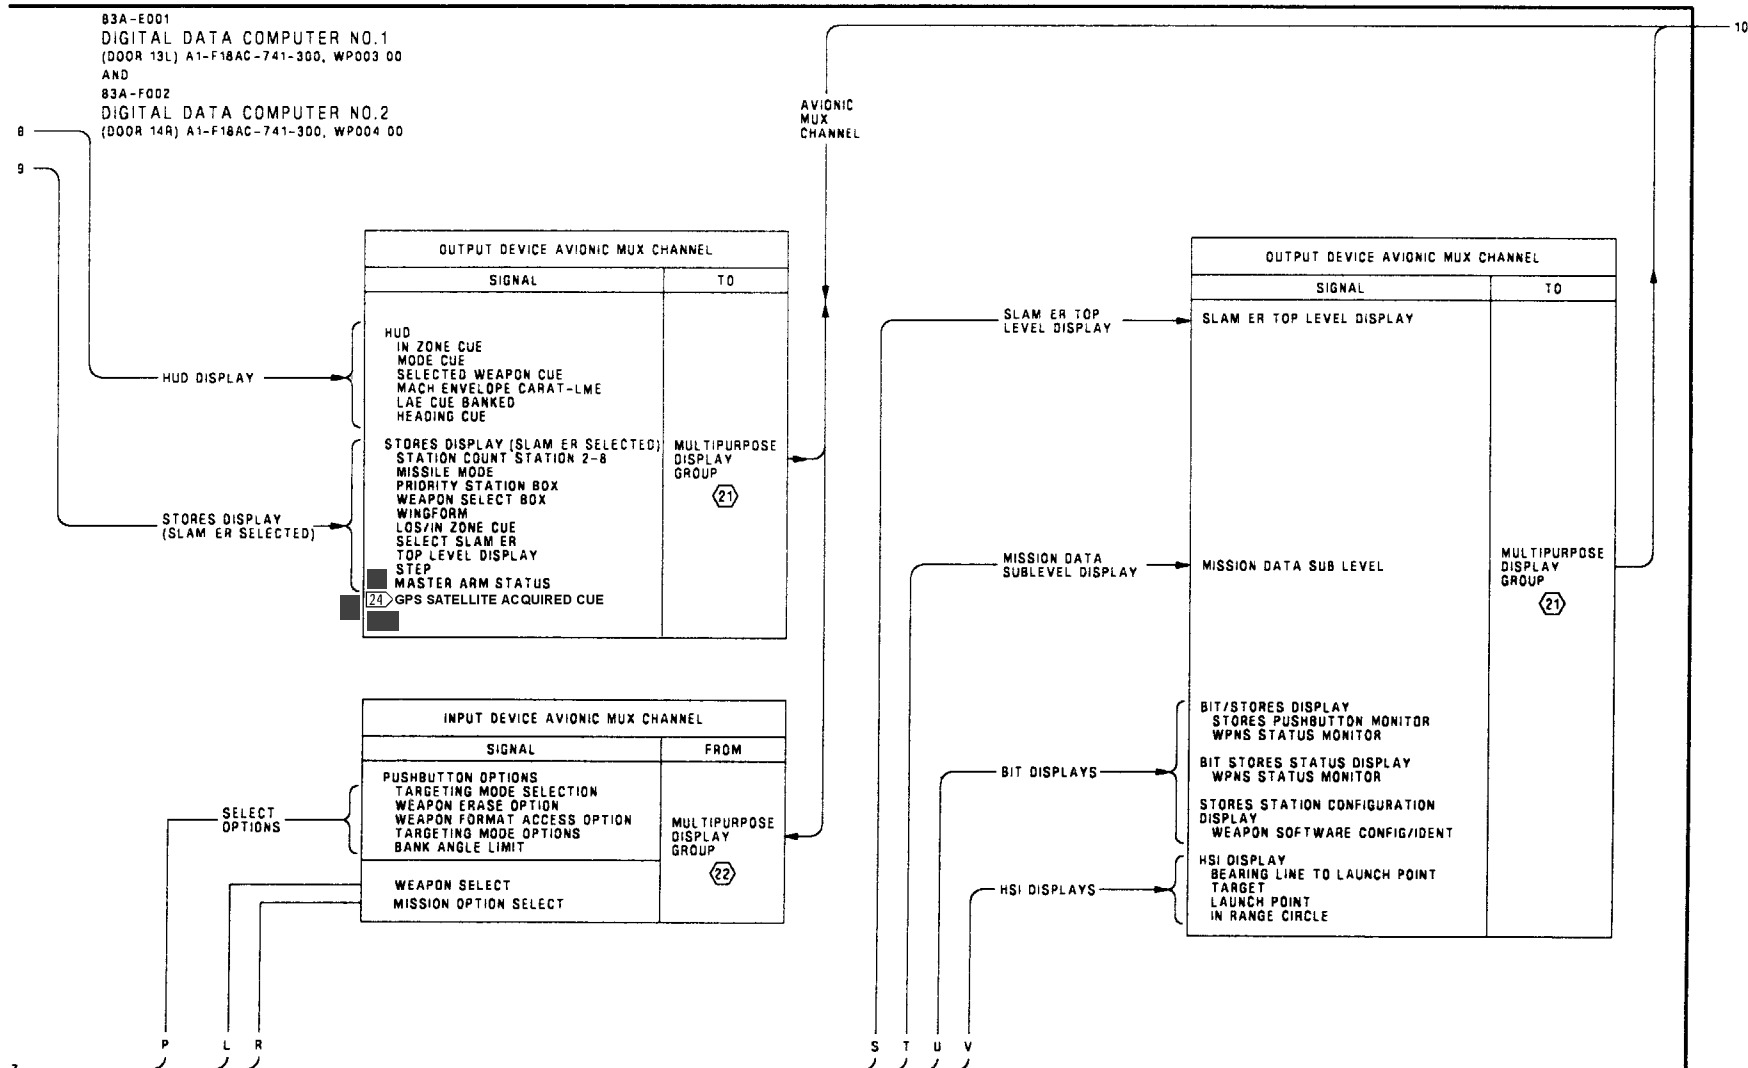 83A-E001
DIGITAL DATA COMPUTER NO.1
(DOOR 13L) A1-F18AC-741-300, WP003 00
AND
83A-F002
DIGITAL DATA COMPUTER NO.2
(DOOR 14R) A1-F18AC-741-300, WP004 00
8
9
10
AVIONIC
MUX
CHANNEL
OUTPUT DEVICE AVIONIC MUX CHANNEL
SIGNAL TO
HUD DISPLAY
HUD
IN ZONE CUE
MODE CUE
SELECTED WEAPON CUE
MACH ENVELOPE CARAT-LME
LAE CUE BANKED
HEADING CUE
STORES DISPLAY
(SLAM ER SELECTED)
STORES DISPLAY (SLAM ER SELECTED)
STATION COUNT STATION 2-8
MISSILE MODE
PRIORITY STATION BOX
WEAPON SELECT BOX
WINGFORM
LOS/IN ZONE CUE
SELECT SLAM ER
TOP LEVEL DISPLAY
STEP
MASTER ARM STATUS
24 GPS SATELLITE ACQUIRED CUE
MULTIPURPOSE
DISPLAY
GROUP
21
INPUT DEVICE AVIONIC MUX CHANNEL
SIGNAL FROM
SELECT
OPTIONS
PUSHBUTTON OPTIONS
TARGETING MODE SELECTION
WEAPON ERASE OPTION
WEAPON FORMAT ACCESS OPTION
TARGETING MODE OPTIONS
BANK ANGLE LIMIT
WEAPON SELECT
MISSION OPTION SELECT
MULTIPURPOSE
DISPLAY
GROUP
22
P L R
OUTPUT DEVICE AVIONIC MUX CHANNEL
SIGNAL TO
SLAM ER TOP
LEVEL DISPLAY
SLAM ER TOP LEVEL DISPLAY
MISSION DATA
SUBLEVEL DISPLAY
MISSION DATA SUB LEVEL
MULTIPURPOSE
DISPLAY
GROUP
21
BIT DISPLAYS
BIT/STORES DISPLAY
STORES PUSHBUTTON MONITOR
WPNS STATUS MONITOR
BIT STORES STATUS DISPLAY
WPNS STATUS MONITOR
STORES STATION CONFIGURATION
DISPLAY
WEAPON SOFTWARE CONFIG/IDENT
HSI DISPLAYS
HSI DISPLAY
BEARING LINE TO LAUNCH POINT
TARGET
LAUNCH POINT
IN RANGE CIRCLE
S T U V